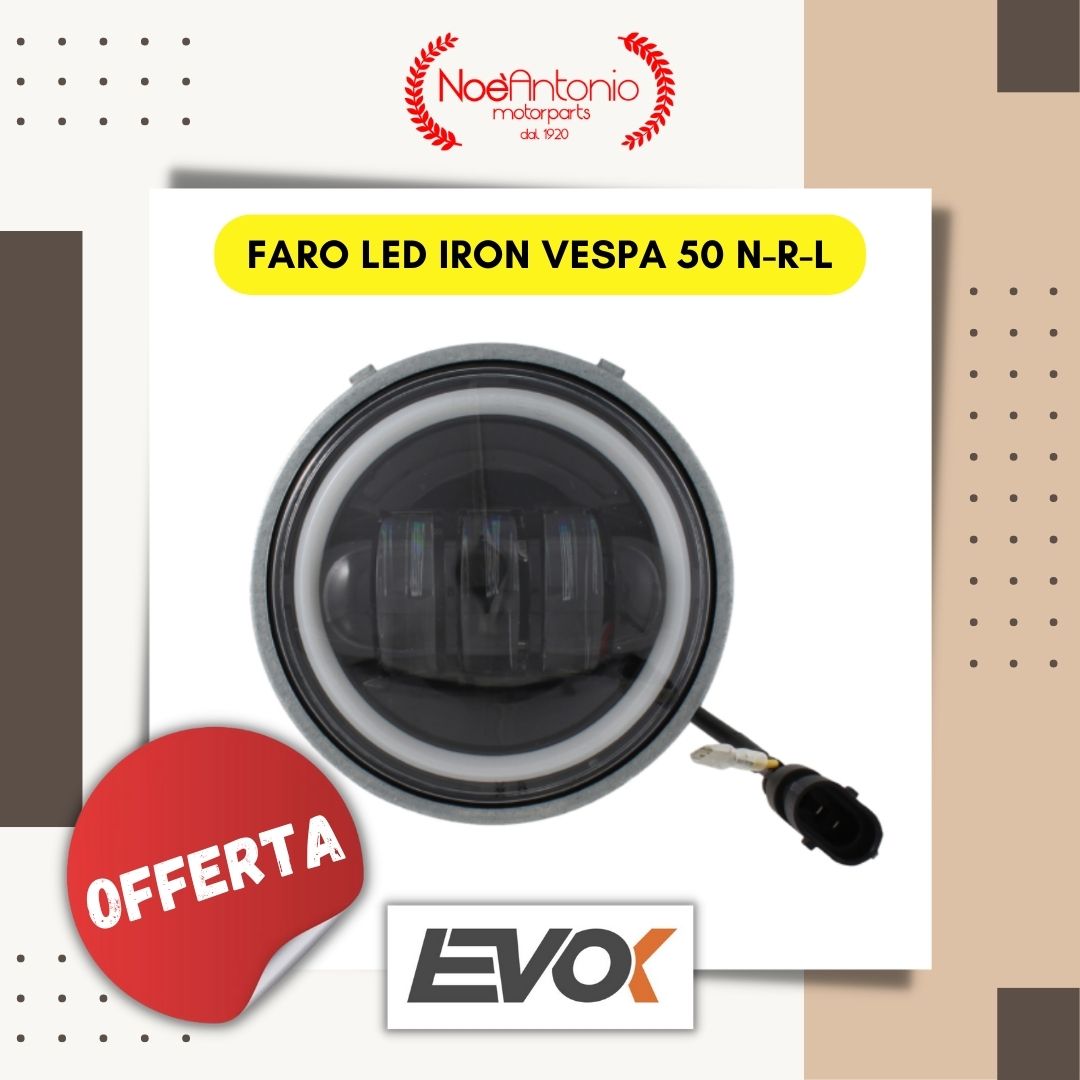 NoèAntonio
motorparts
dal 1920
FARO LED IRON VESPA 50 N-R-L
OFFERTA
EVOK